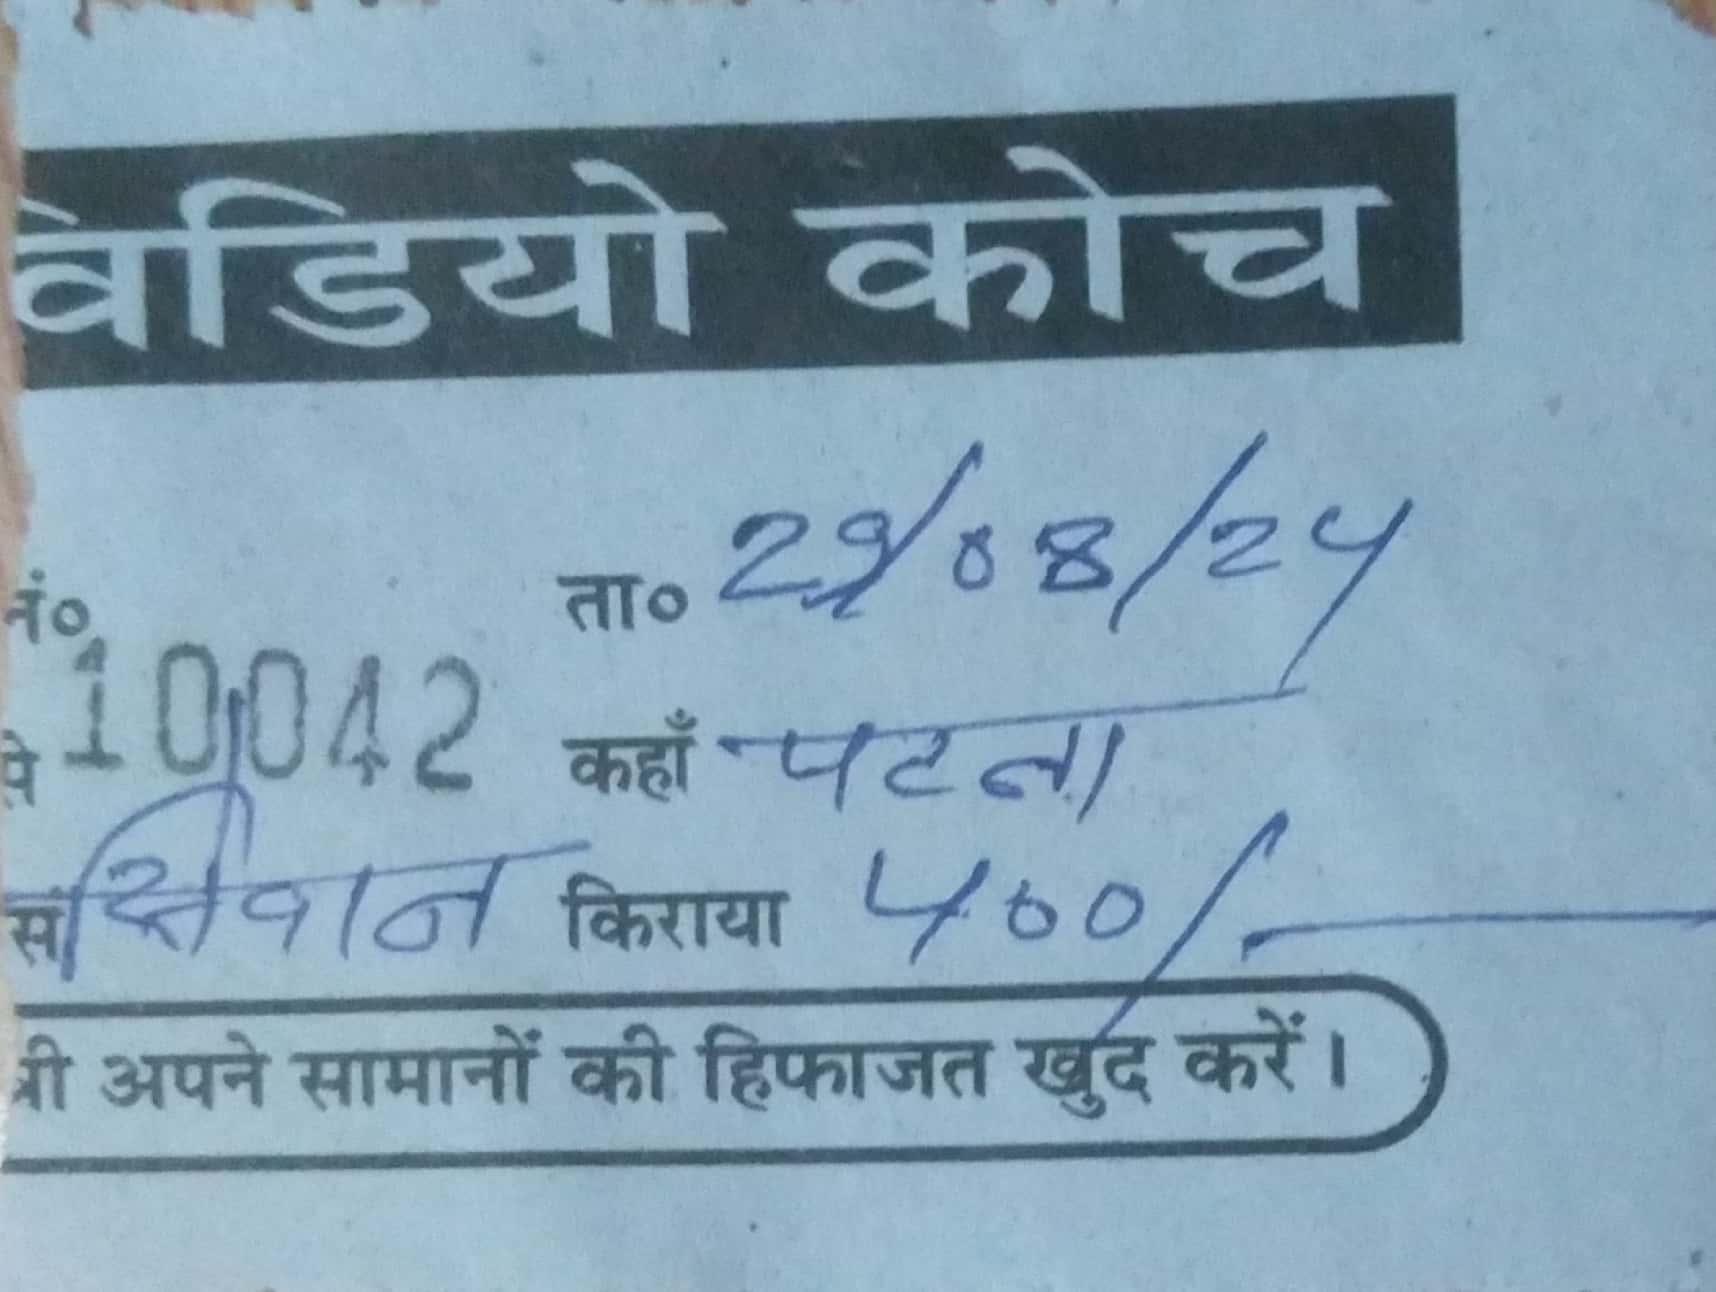 वेडियो कोच
नं० ता० 29/08/24
10042
से कहाँ पटना
सिवान किराया 400/-
त्री अपने सामानों की हिफाजत खुद करें।